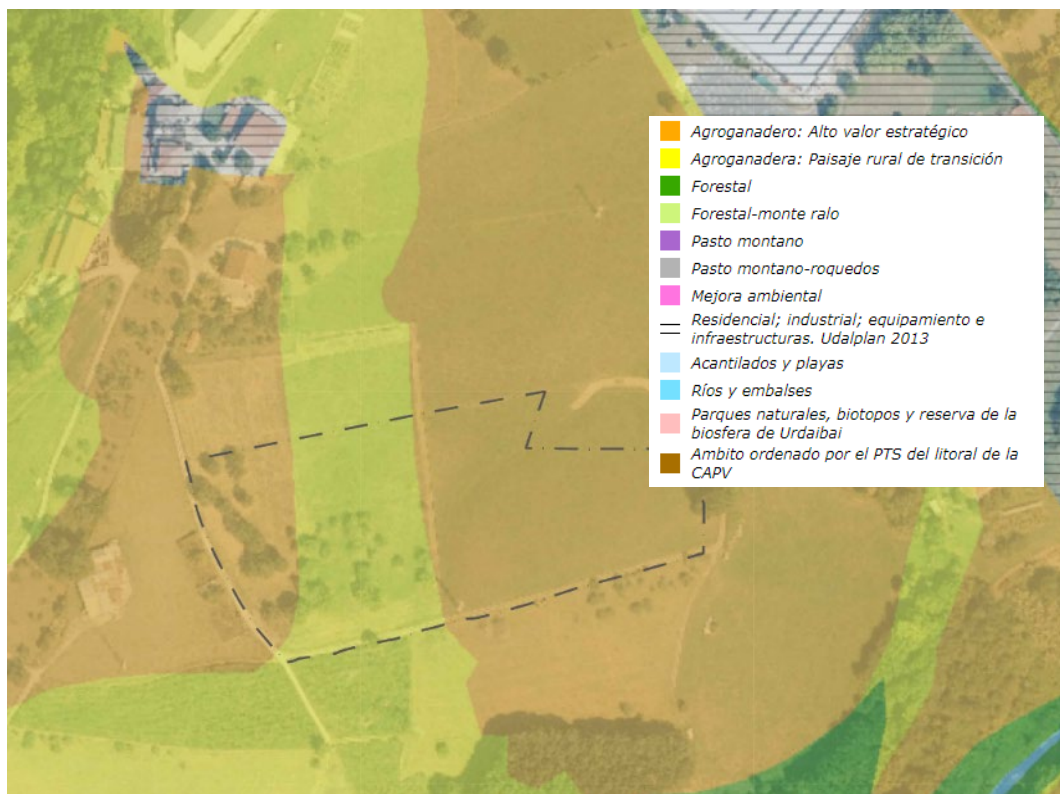 Agroganadero: Alto valor estratégico
Agroganadera: Paisaje rural de transición
Forestal
Forestal-monte ralo
Pasto montano
Pasto montano-roquedos
Mejora ambiental
Residencial; industrial; equipamiento e
infraestructuras. Udalplan 2013
Acantilados y playas
Ríos y embalses
Parques naturales, biotopos y reserva de la
biosfera de Urdaibai
Ambito ordenado por el PTS del litoral de la
CAPV